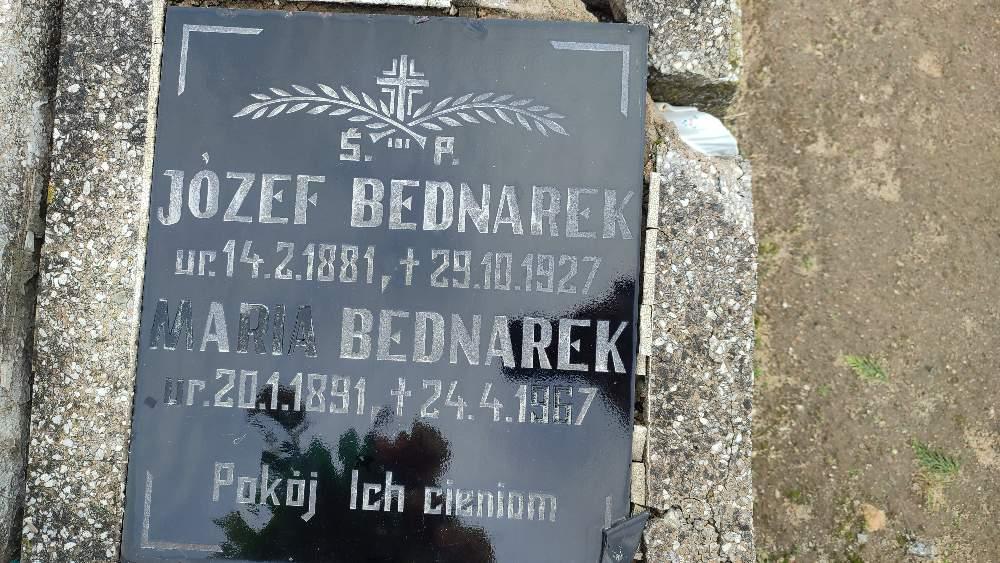 Ś. P.
JÓZEF BEDNAREK
ur. 14.2.1881, † 29.10.1927
MARIA BEDNAREK
ur. 20.1.1891, † 24.4.1967
Pokój Ich cieniom